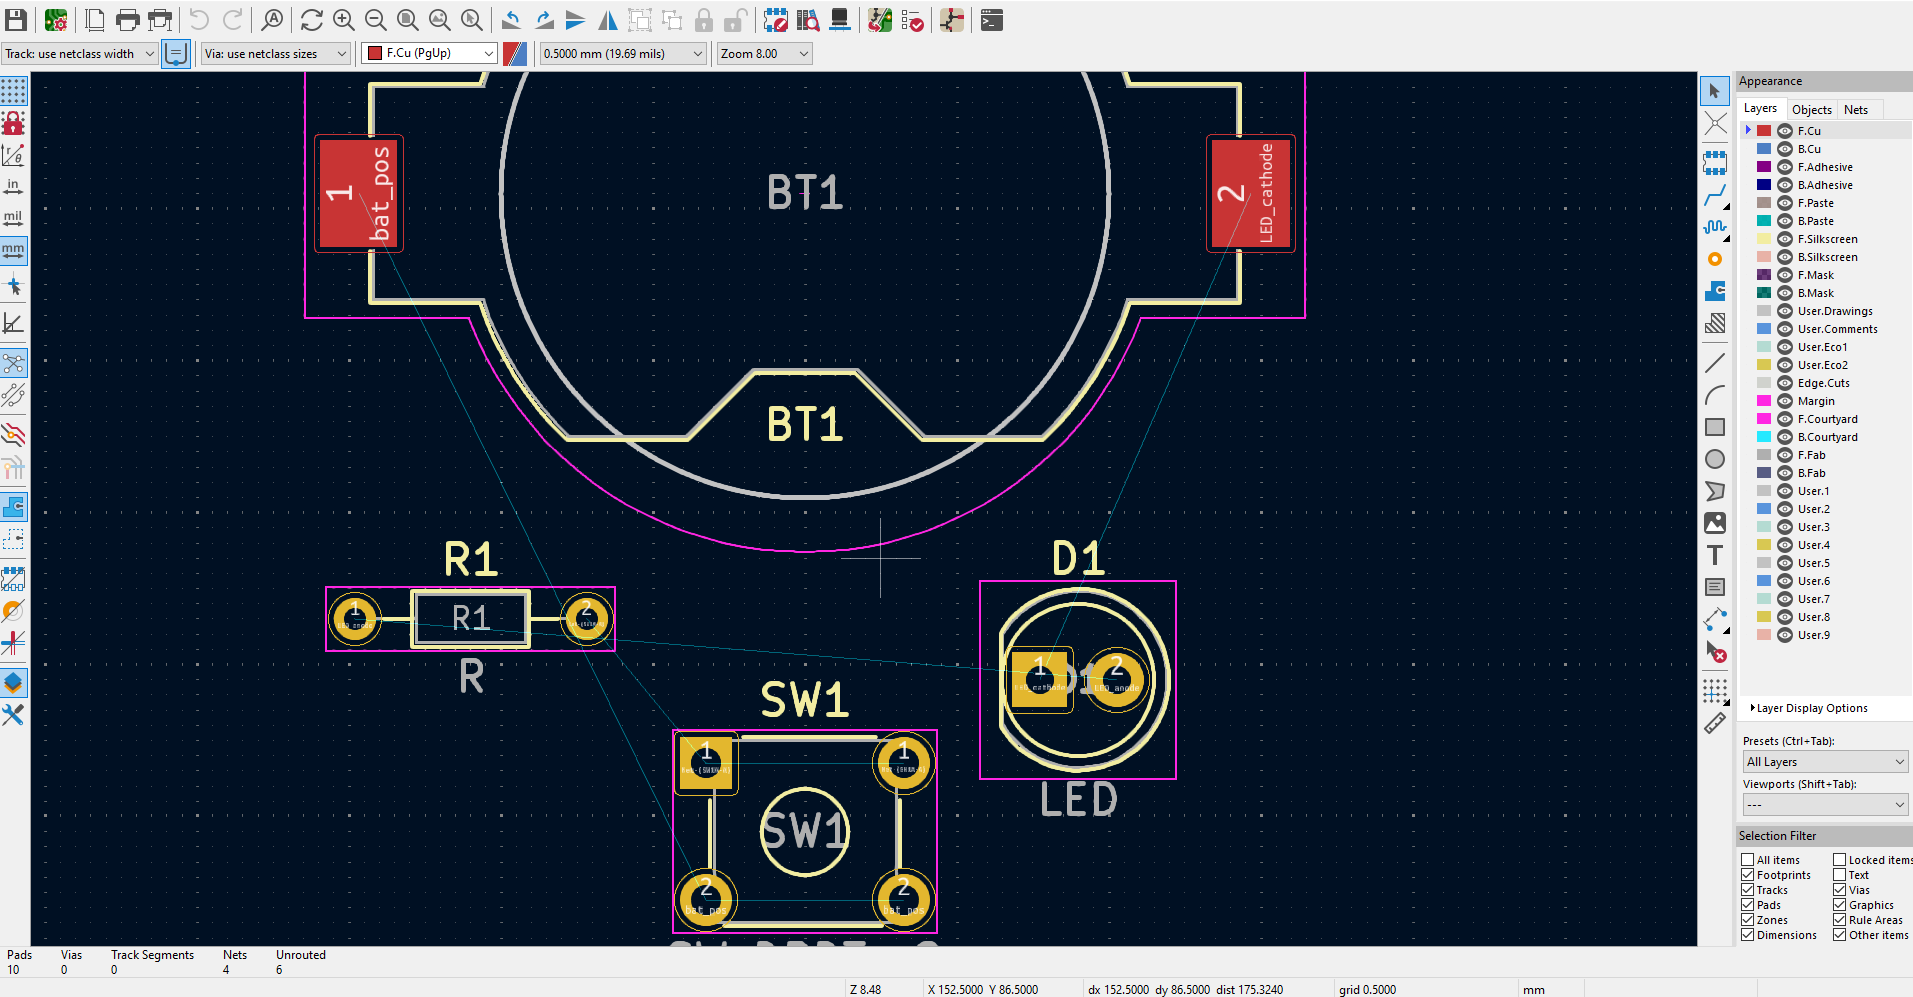 Track: use netclass width
Via: use netclass sizes
F.Cu (PgUp)
0.5000 mm (19.69 mils)
Zoom 8.00
in
mil
mm
1
bat_pos
BT1
2
LED_cathode
BT1
R1
1
R1
2
R
D1
1
D1
2
LED_anode
LED
SW1
1
1
SW1
2
bat_pos
2
bat_pos
Appearance
Layers
Objects
Nets
F.Cu
B.Cu
F.Adhesive
B.Adhesive
F.Paste
B.Paste
F.Silkscreen
B.Silkscreen
F.Mask
B.Mask
User.Drawings
User.Comments
User.Eco1
User.Eco2
Edge.Cuts
Margin
F.Courtyard
B.Courtyard
F.Fab
B.Fab
User.1
User.2
User.3
User.4
User.5
User.6
User.7
User.8
User.9
Layer Display Options
Presets (Ctrl+Tab):
All Layers
Viewports (Shift+Tab):
---
Selection Filter
All items
Locked items
Footprints
Text
Tracks
Vias
Pads
Graphics
Zones
Rule Areas
Dimensions
Other items
Pads Vias Track Segments Nets Unrouted
10 0 0 4 6
Z 8.48
X 152.5000 Y 86.5000
dx 152.5000 dy 86.5000 dist 175.3240
grid 0.5000
mm